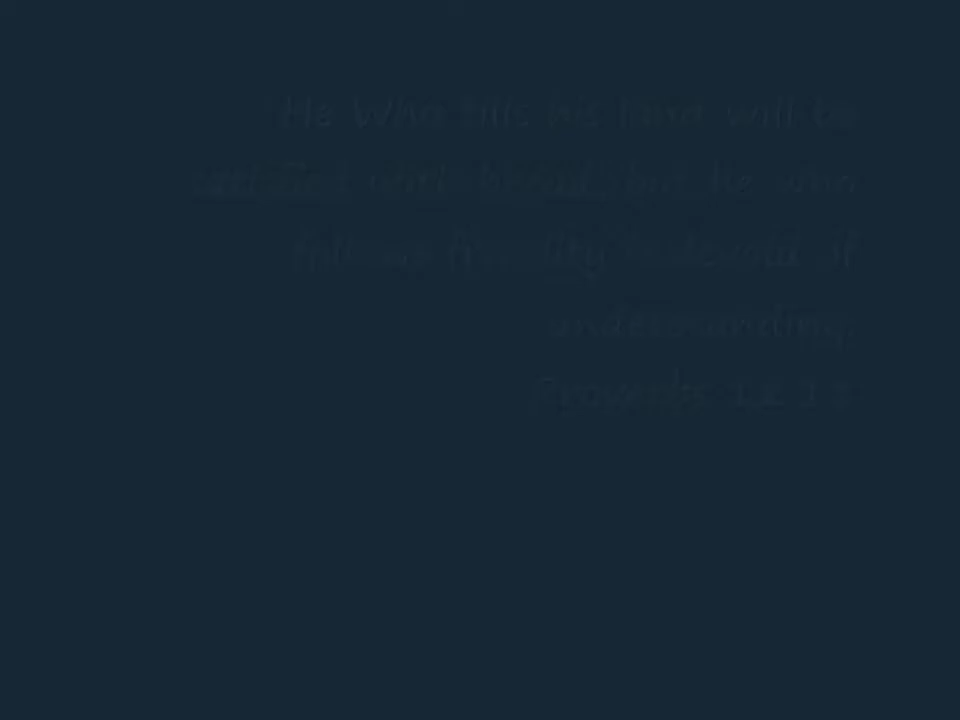 He Who tills his land will be
satisfied with bread, but He who
follows frivolity is devoid of
understanding.
Proverbs 12